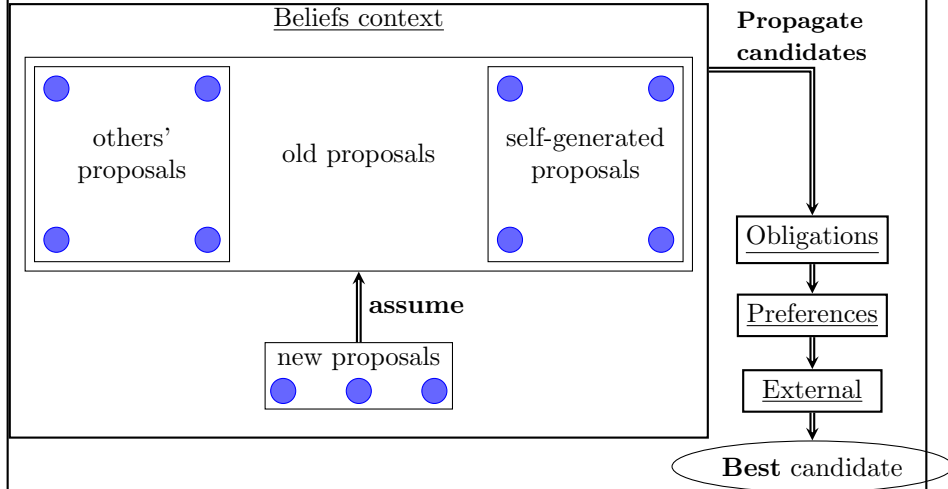 Beliefs context
Propagate
candidates
others'
proposals
old proposals
self-generated
proposals
Obligations
assume
Preferences
new proposals
External
Best candidate